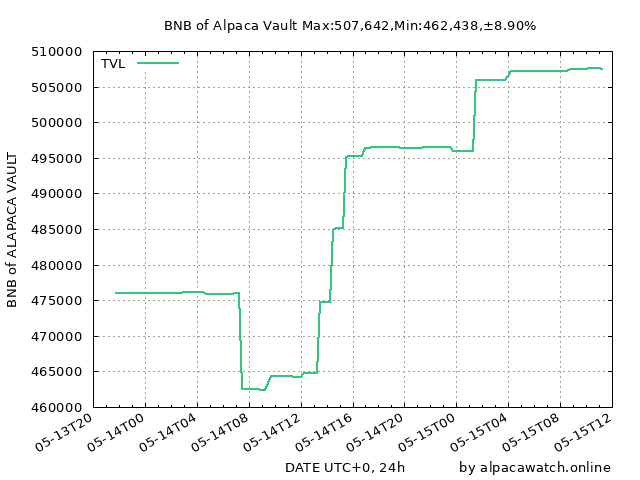 BNB of Alpaca Vault Max:507,642,Min:462,438,±8.90%
TVL
510000
505000
500000
495000
490000
485000
480000
475000
470000
465000
460000
BNB of ALAPACA VAULT
05-13T20
05-14T00
05-14T04
05-14T08
05-14T12
05-14T16
05-14T20
05-15T00
05-15T04
05-15T08
05-15T12
DATE UTC+0, 24h
by alpacawatch.online